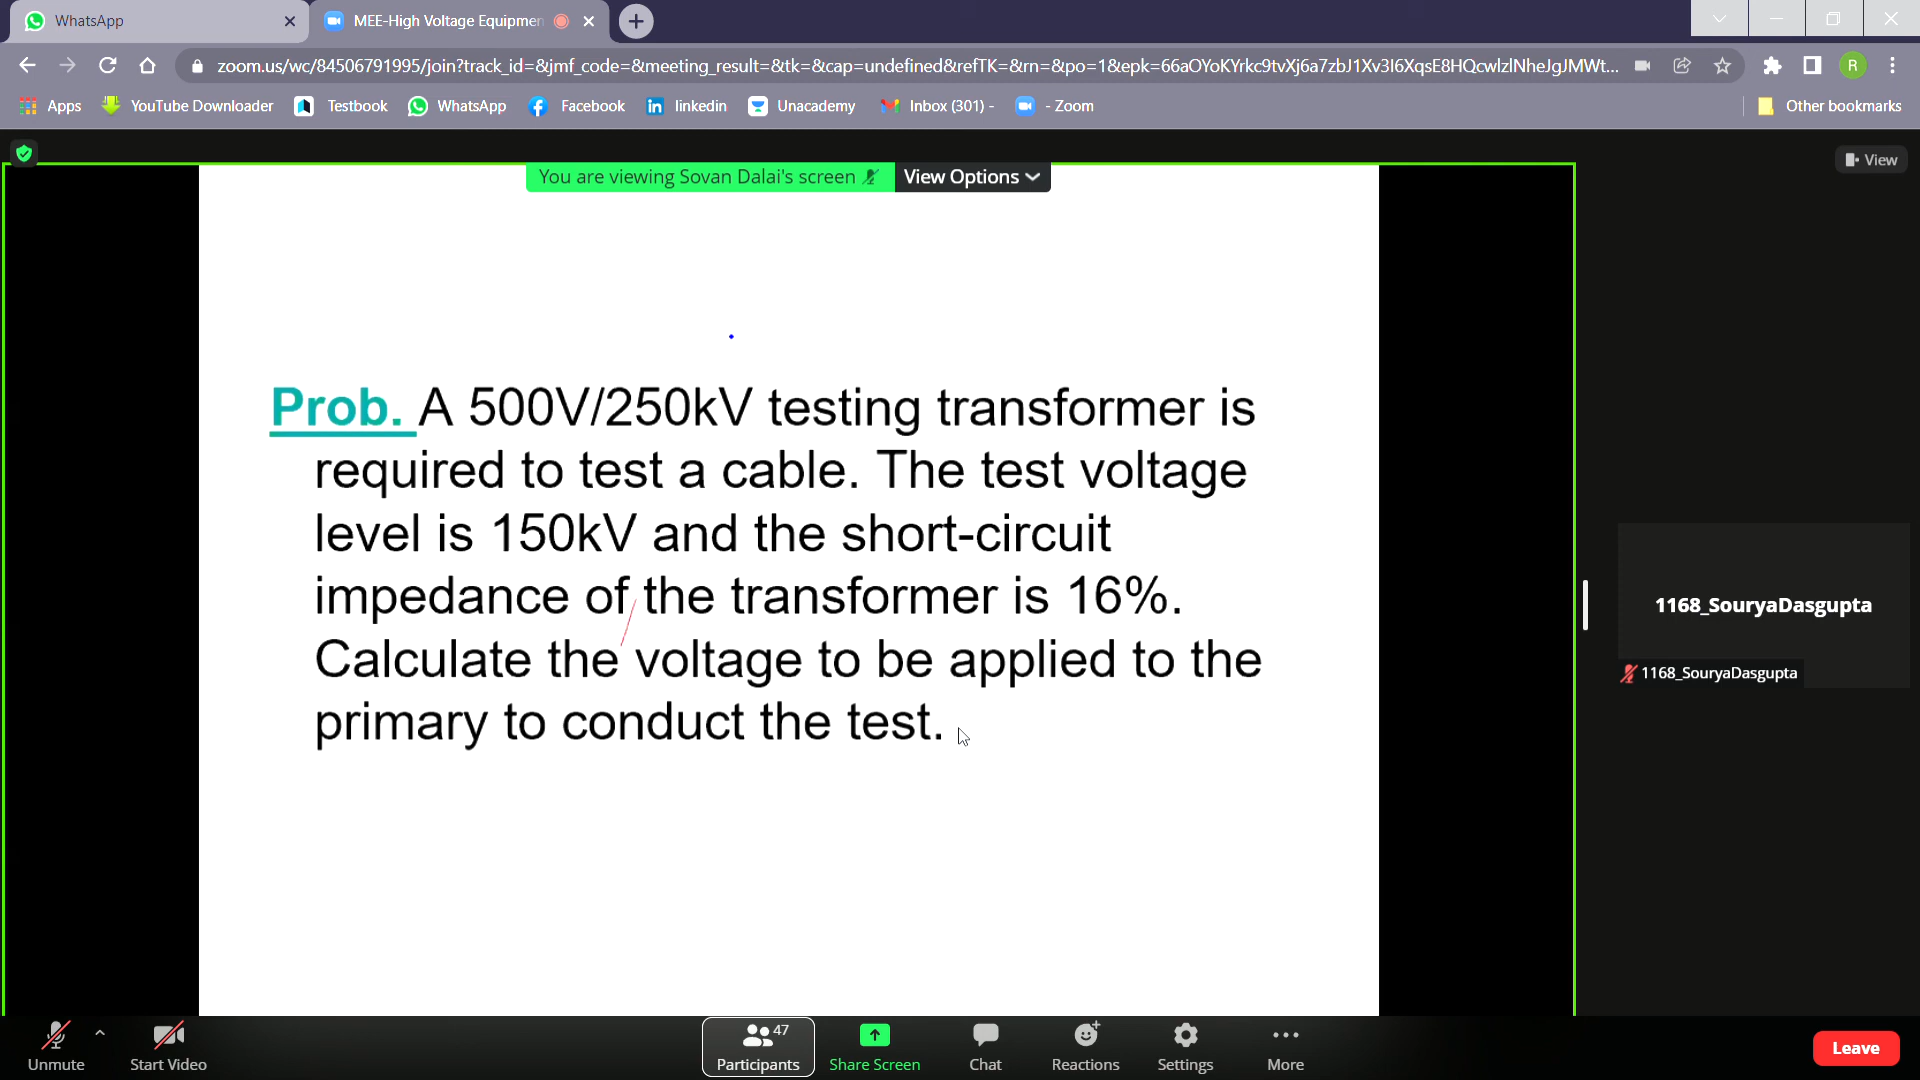 WhatsApp
MEE-High Voltage Equipmen
zoom.us/wc/84506791995/join?track_id=&jmf_code=&meeting_result=&tk=&cap=undefined&refTK=&rn=&po=1&epk=66aOYoKYrkc9tvXj6a7zbJ1Xv3I6XqsE8HQcwlzlNheJgJMWt...
R
Apps YouTube Downloader Testbook WhatsApp Facebook linkedin Unacademy Inbox (301) - - Zoom Other bookmarks
You are viewing Sovan Dalai's screen View Options
View
Prob. A 500V/250kV testing transformer is
required to test a cable. The test voltage
level is 150kV and the short-circuit
impedance of the transformer is 16%.
Calculate the voltage to be applied to the
primary to conduct the test.
1168_SouryaDasgupta
1168_SouryaDasgupta
47
Unmute Start Video Participants Share Screen Chat Reactions Settings More Leave